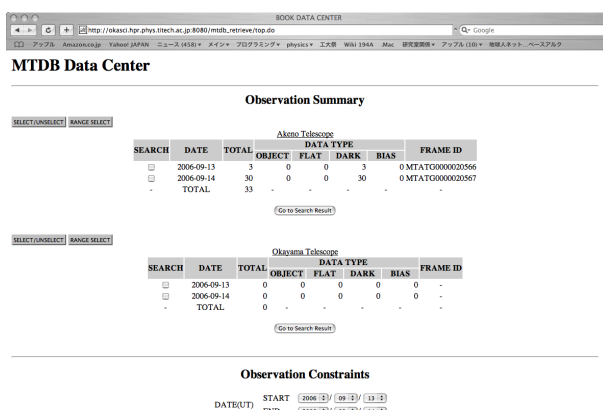 BOOK DATA CENTER
http://okasci.hpr.phys.titech.ac.jp:8080/mtdb_retrieve/top.do
Google
アップル Amazon.co.jp Yahoo! JAPAN ニュース (458) メイン プログラミング physics 工大祭 Wiki 194A .Mac 研究室関係 アップル (10) 地球人ネット…ペースアルク
MTDB Data Center
Observation Summary
SELECT/UNSELECT RANGE SELECT
Akeno Telescope
SEARCH DATE TOTAL DATA TYPE FRAME ID
OBJECT FLAT DARK BIAS
2006-09-13 3 0 0 3 0 MTATG0000020566
2006-09-14 30 0 0 30 0 MTATG0000020567
- TOTAL 33 - - - - -
Go to Search Result
SELECT/UNSELECT RANGE SELECT
Okayama Telescope
SEARCH DATE TOTAL DATA TYPE FRAME ID
OBJECT FLAT DARK BIAS
2006-09-13 0 0 0 0 0 -
2006-09-14 0 0 0 0 0 -
- TOTAL 0 - - - - -
Go to Search Result
Observation Constraints
DATE(UT) START 2006 / 09 / 13